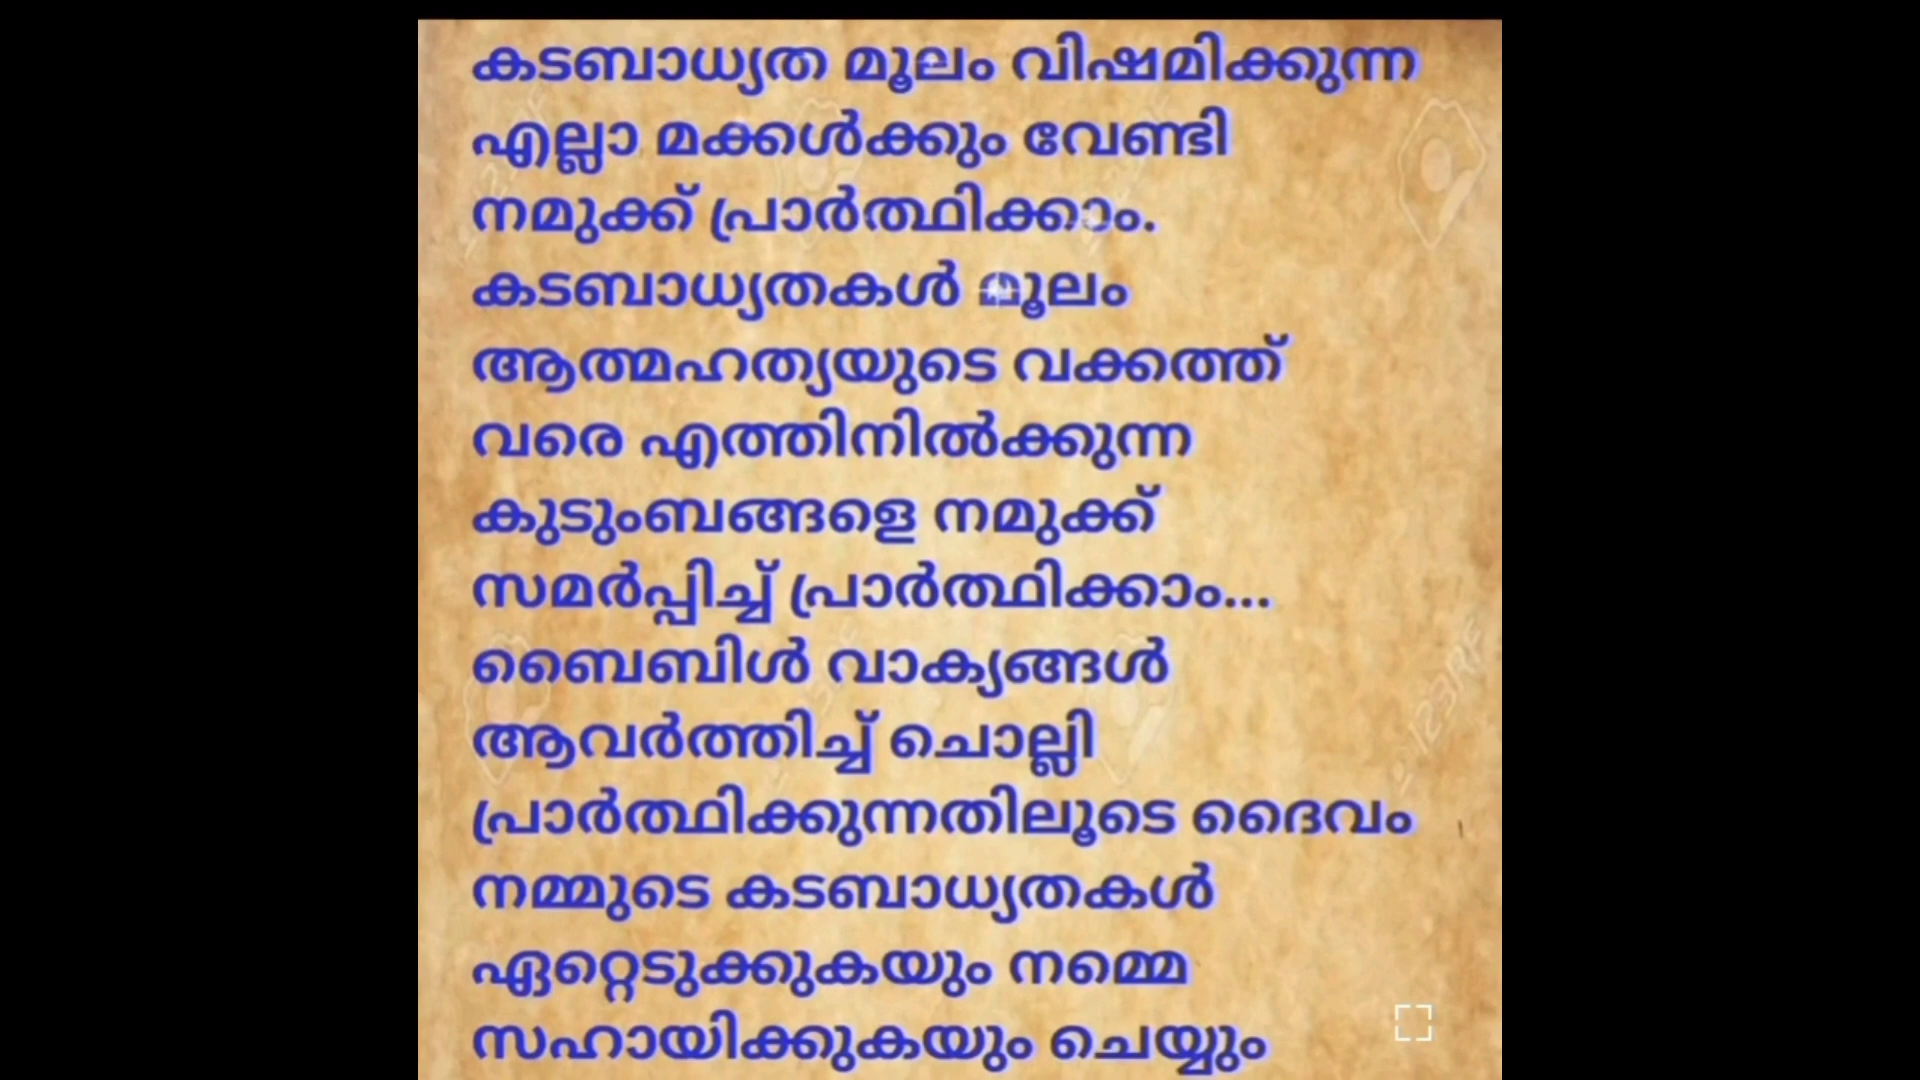 കടബാധ്യത മൂലം വിഷമിക്കുന്ന
എല്ലാ മക്കൾക്കും വേണ്ടി
നമുക്ക് പ്രാർത്ഥിക്കാം.
കടബാധ്യതകൾ മൂലം
ആത്മഹത്യയുടെ വക്കത്ത്
വരെ എത്തിനിൽക്കുന്ന
കുടുംബങ്ങളെ നമുക്ക്
സമർപ്പിച്ച് പ്രാർത്ഥിക്കാം...
ബൈബിൾ വാക്യങ്ങൾ
ആവർത്തിച്ച് ചൊല്ലി
പ്രാർത്ഥിക്കുന്നതിലൂടെ ദൈവം
നമ്മുടെ കടബാധ്യതകൾ
ഏറ്റെടുക്കുകയും നമ്മെ
സഹായിക്കുകയും ചെയ്യും
123RF